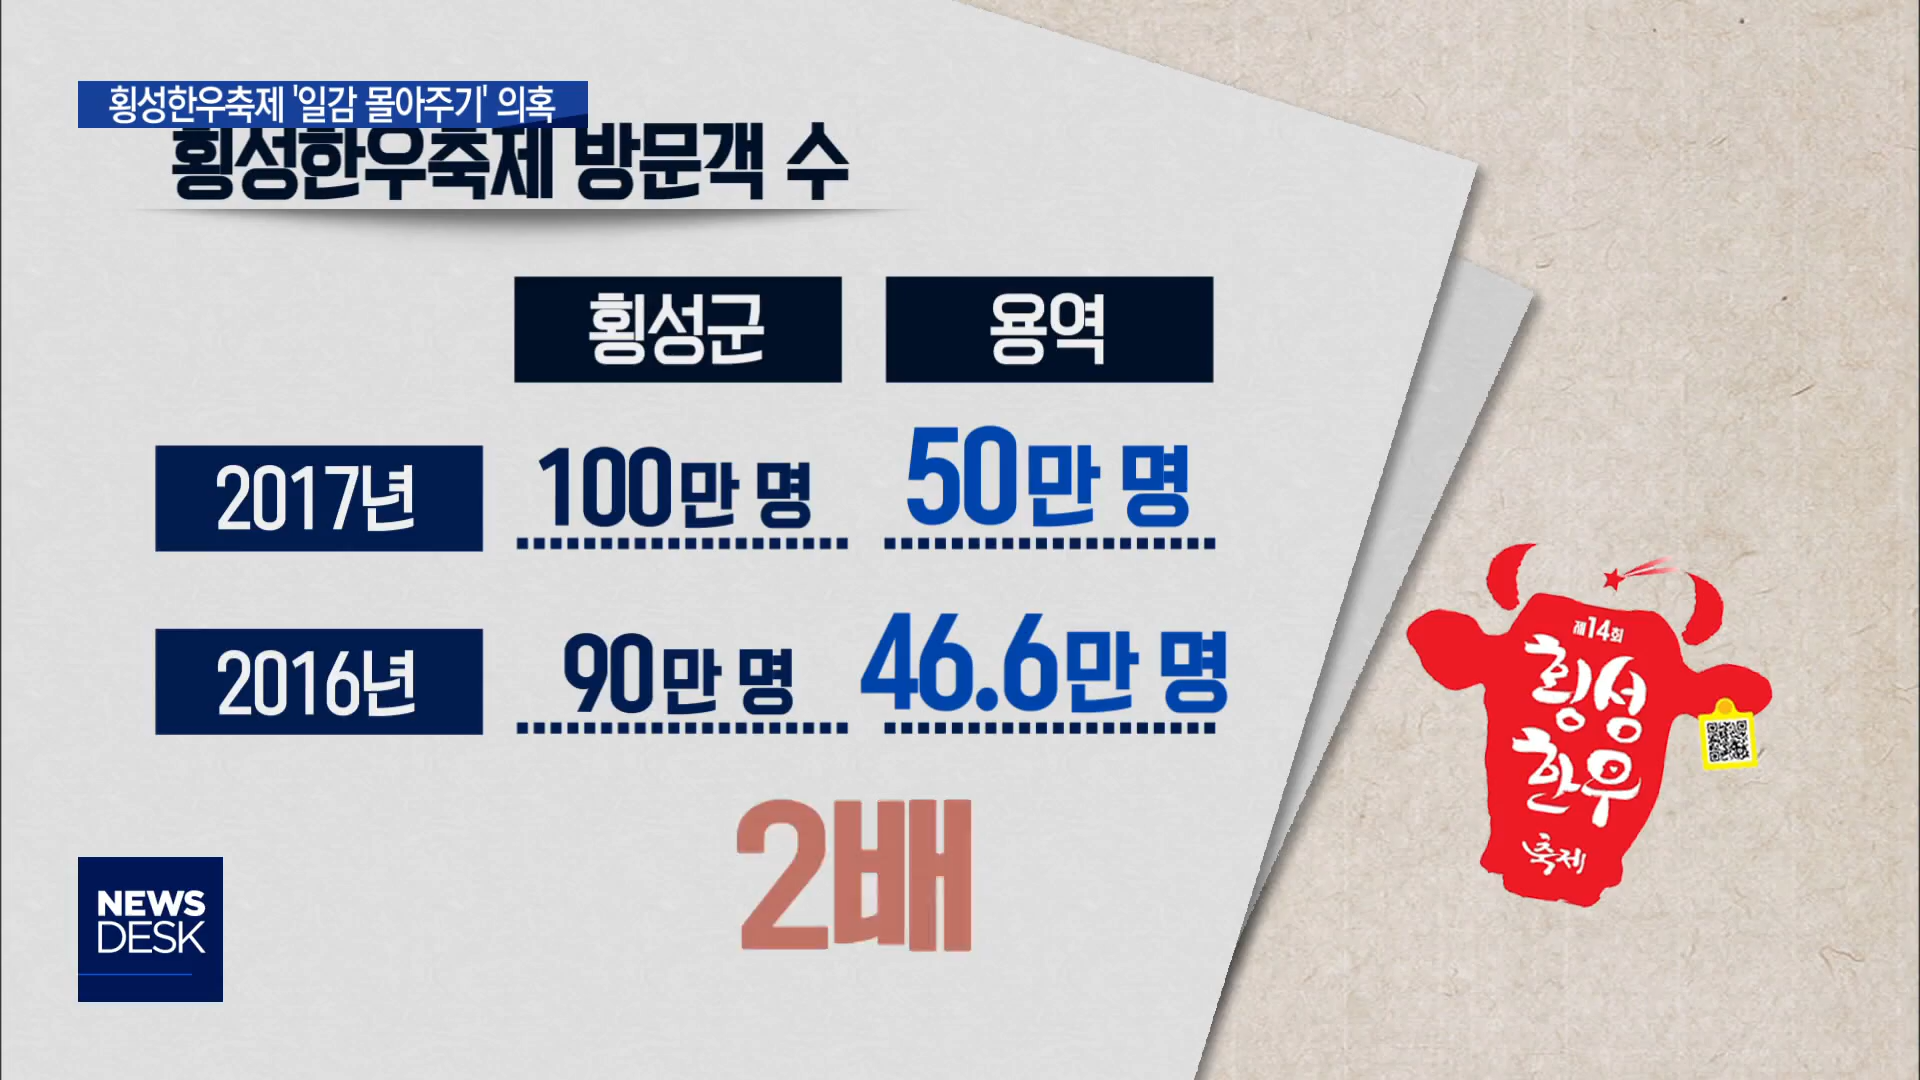 횡성한우축제 '일감 몰아주기' 의혹
횡성한우축제 방문객 수
횡성군 용역
2017년 100만 명 50만 명
2016년 90만 명 46.6만 명
2배
제14회
횡성
한우
축제
NEWS
DESK